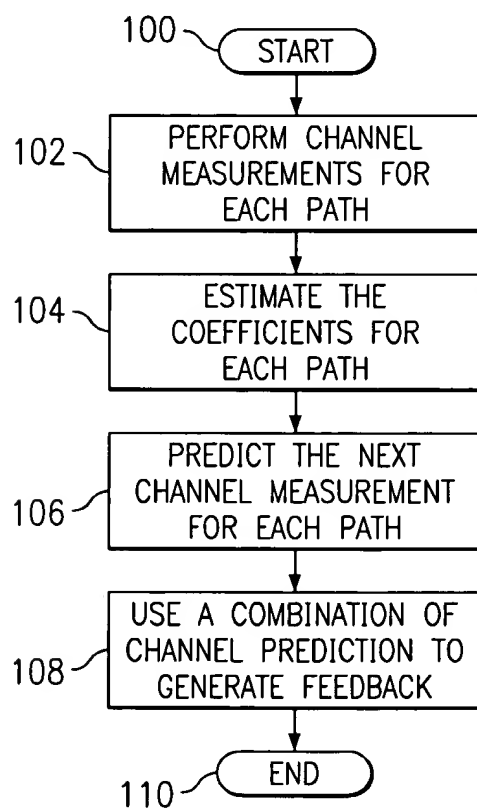 100
START
102
PERFORM CHANNEL
MEASUREMENTS FOR
EACH PATH
104
ESTIMATE THE
COEFFICIENTS FOR
EACH PATH
106
PREDICT THE NEXT
CHANNEL MEASUREMENT
FOR EACH PATH
108
USE A COMBINATION OF
CHANNEL PREDICTION TO
GENERATE FEEDBACK
110
END